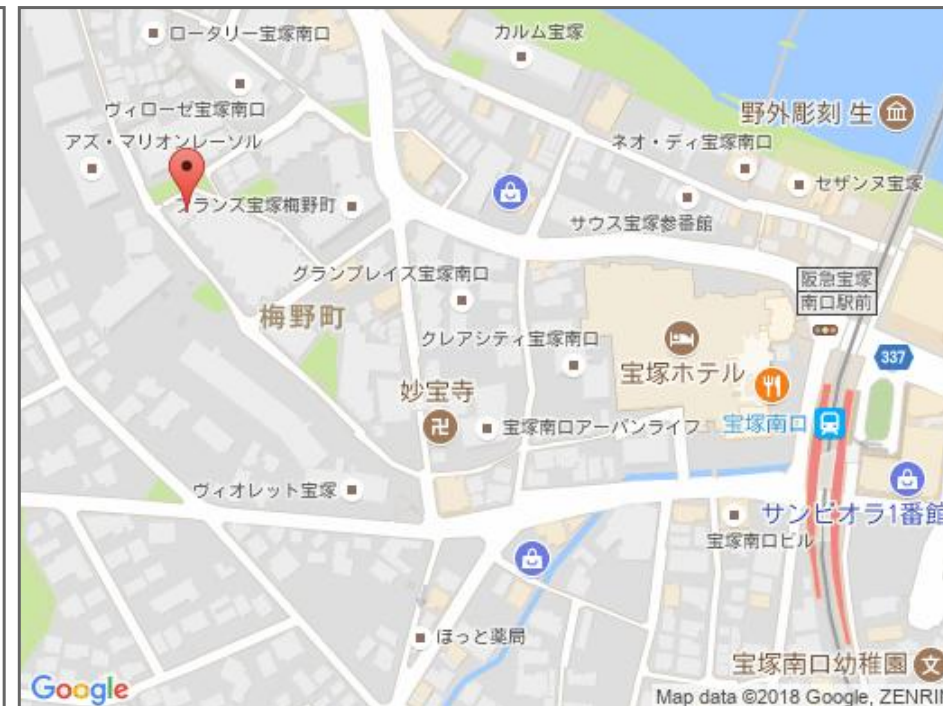 ロータリー宝塚南口
カルム宝塚
ヴィローゼ宝塚南口
野外彫刻 生
アズ・マリオンレーソル
ネオ・ディ宝塚南口
セザンヌ宝塚
ランズ宝塚梅野町
サウス宝塚参番館
グランプレイズ宝塚南口
阪急宝塚
南口駅前
梅野町
クレアシティ宝塚南口
337
宝塚ホテル
妙宝寺
卍
宝塚南口アーバンライフ
宝塚南口
ヴィオレット宝塚
サンビオラ1番館
宝塚南口ビル
ほっと薬局
宝塚南口幼稚園
文
Google
Map data ©2018 Google, ZENRIN